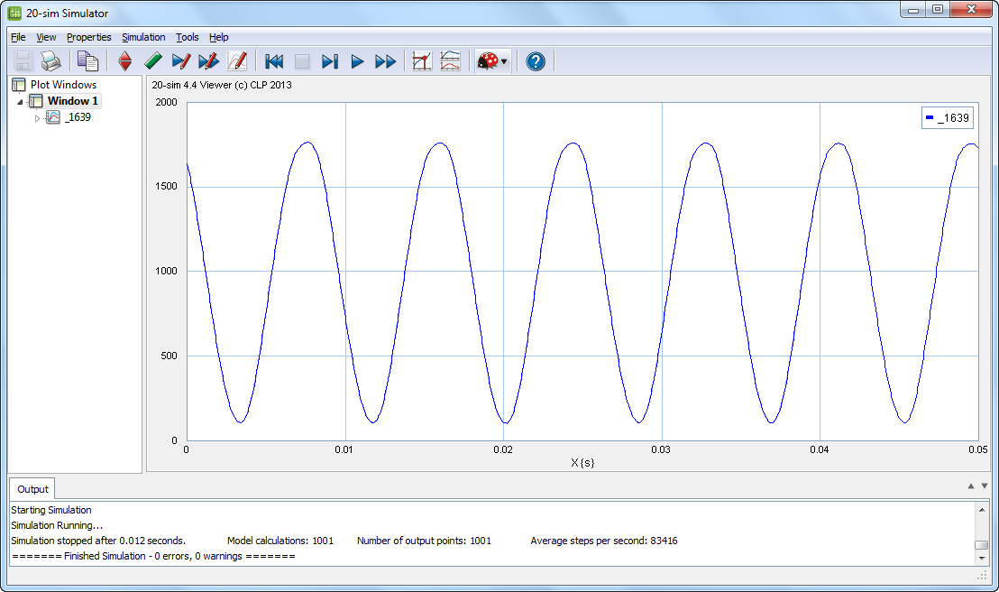 20-sim Simulator
File View Properties Simulation Tools Help
Plot Windows
Window 1
_1639
20-sim 4.4 Viewer (c) CLP 2013
2000
1500
1000
500
0
_1639
0 0.01 0.02 0.03 0.04 0.05
X {s}
Output
Starting Simulation
Simulation Running...
Simulation stopped after 0.012 seconds. Model calculations: 1001 Number of output points: 1001 Average steps per second: 83416
======= Finished Simulation - 0 errors, 0 warnings =======